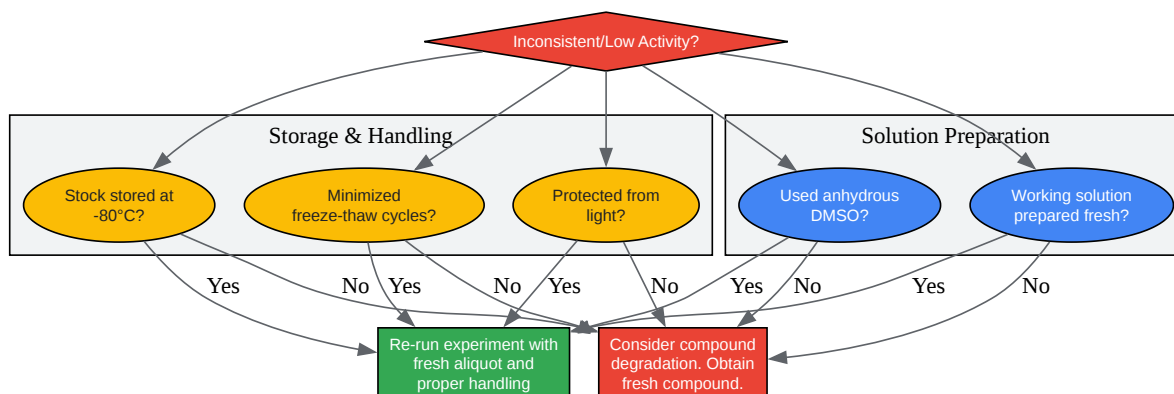 Inconsistent/Low Activity?
Storage & Handling
Solution Preparation
Stock stored at
-80°C?
Minimized
freeze-thaw cycles?
Protected from
light?
Used anhydrous
DMSO?
Working solution
prepared fresh?
Yes
No
Yes
No
Yes
No
Yes
No
Yes
No
Re-run experiment with
fresh aliquot and
proper handling
Consider compound
degradation. Obtain
fresh compound.